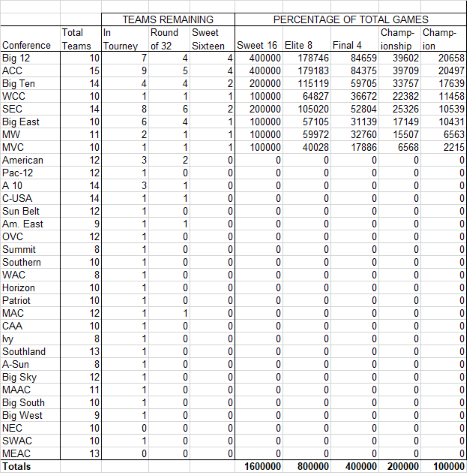 TEAMS REMAINING PERCENTAGE OF TOTAL GAMES
Total In Round Sweet Champ- Champ-
Conference Teams Tourney of 32 Sixteen Sweet 16 Elite 8 Final 4 ionship ion
Big 12 10 7 4 4 400000 178746 84659 39602 20658
ACC 15 9 5 4 400000 179183 84375 39709 20497
Big Ten 14 4 4 2 200000 115119 59705 33757 17639
WCC 10 1 1 1 100000 64827 36672 22382 11458
SEC 14 8 6 2 200000 105020 52804 25326 10539
Big East 10 6 4 1 100000 57105 31139 17149 10431
MW 11 2 1 1 100000 59972 32760 15507 6563
MVC 10 1 1 1 100000 40028 17886 6568 2215
American 12 3 2 0 0 0 0 0 0
Pac-12 12 1 0 0 0 0 0 0 0
A 10 14 3 1 0 0 0 0 0 0
C-USA 14 1 1 0 0 0 0 0 0
Sun Belt 12 1 0 0 0 0 0 0 0
Am. East 9 1 1 0 0 0 0 0 0
OVC 12 1 0 0 0 0 0 0 0
Summit 8 1 0 0 0 0 0 0 0
Southern 10 1 0 0 0 0 0 0 0
WAC 8 1 0 0 0 0 0 0 0
Horizon 10 1 0 0 0 0 0 0 0
Patriot 10 1 0 0 0 0 0 0 0
MAC 12 1 1 0 0 0 0 0 0
CAA 10 1 0 0 0 0 0 0 0
Ivy 8 1 0 0 0 0 0 0 0
Southland 13 1 0 0 0 0 0 0 0
A-Sun 8 1 0 0 0 0 0 0 0
Big Sky 12 1 0 0 0 0 0 0 0
MAAC 11 1 0 0 0 0 0 0 0
Big South 10 1 0 0 0 0 0 0 0
Big West 9 1 0 0 0 0 0 0 0
NEC 10 0 0 0 0 0 0 0 0
SWAC 10 1 0 0 0 0 0 0 0
MEAC 13 0 0 0 0 0 0 0 0
Totals 1600000 800000 400000 200000 100000